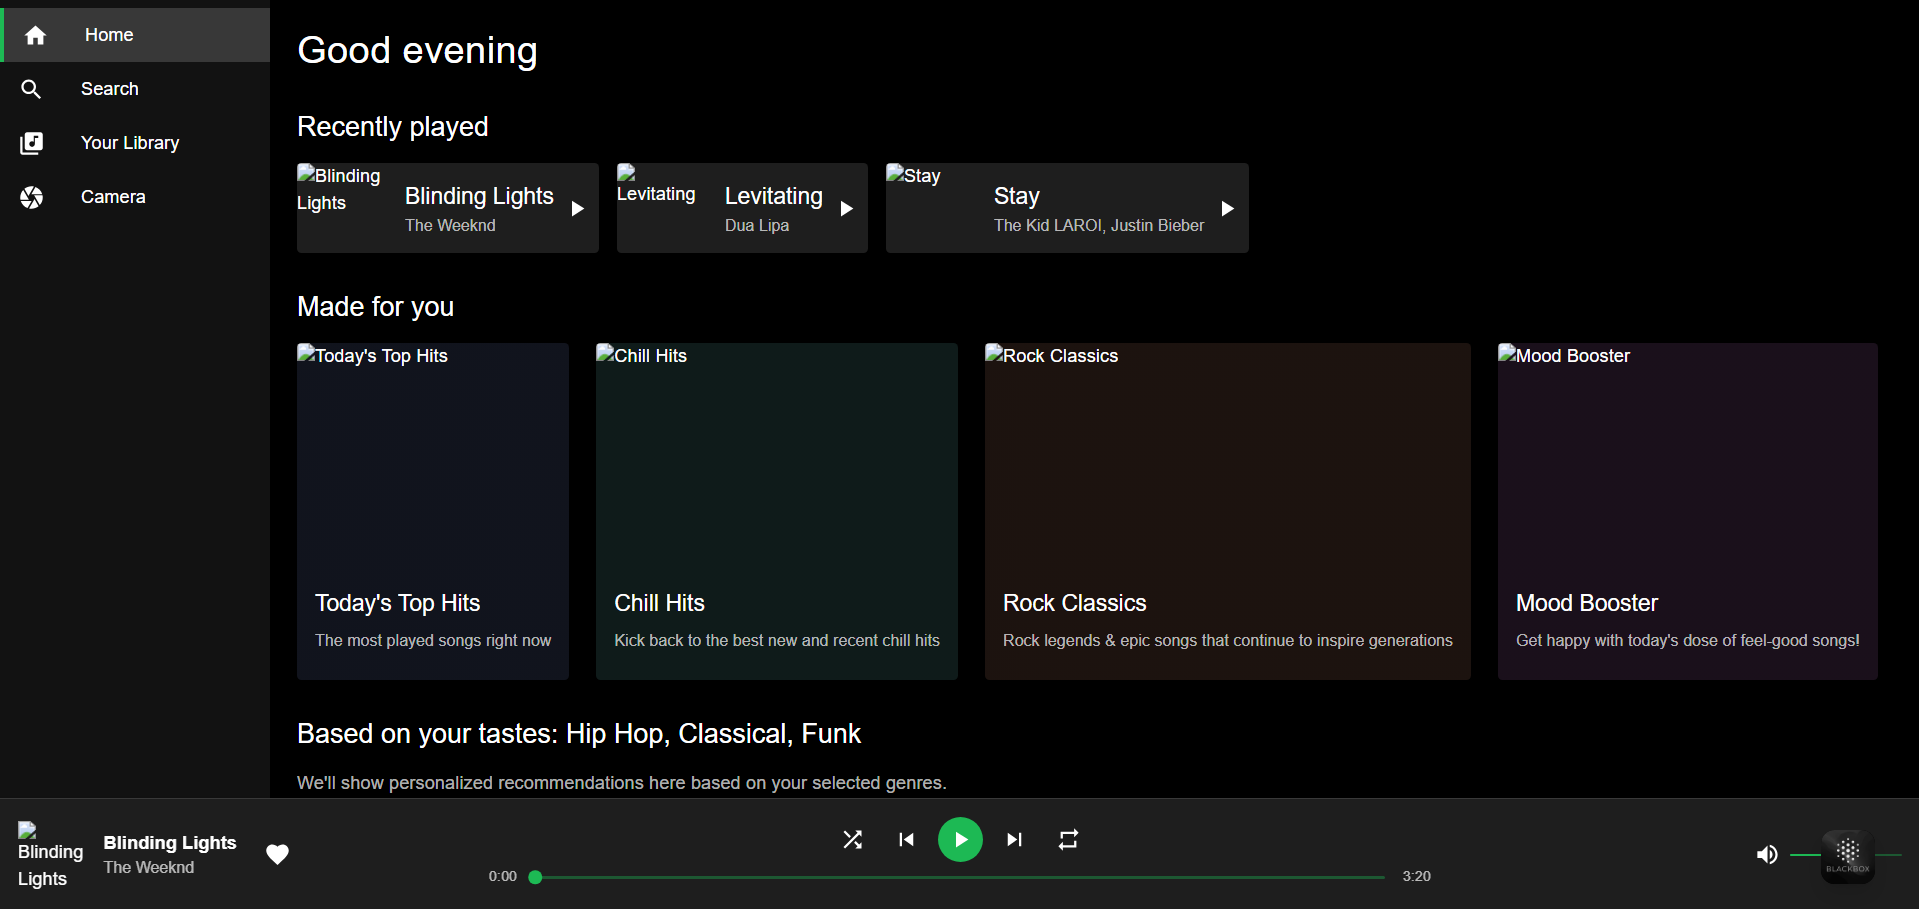 Home
Search
Your Library
Camera
Good evening
Recently played
Blinding
Lights
Blinding Lights
The Weeknd
Levitating
Levitating
Dua Lipa
Stay
Stay
The Kid LAROI, Justin Bieber
Made for you
Today's Top Hits
Today's Top Hits
The most played songs right now
Chill Hits
Chill Hits
Kick back to the best new and recent chill hits
Rock Classics
Rock Classics
Rock legends & epic songs that continue to inspire generations
Mood Booster
Mood Booster
Get happy with today's dose of feel-good songs!
Based on your tastes: Hip Hop, Classical, Funk
We'll show personalized recommendations here based on your selected genres.
Blinding
Lights
Blinding Lights
The Weeknd
0:00
3:20
BLACKBOX